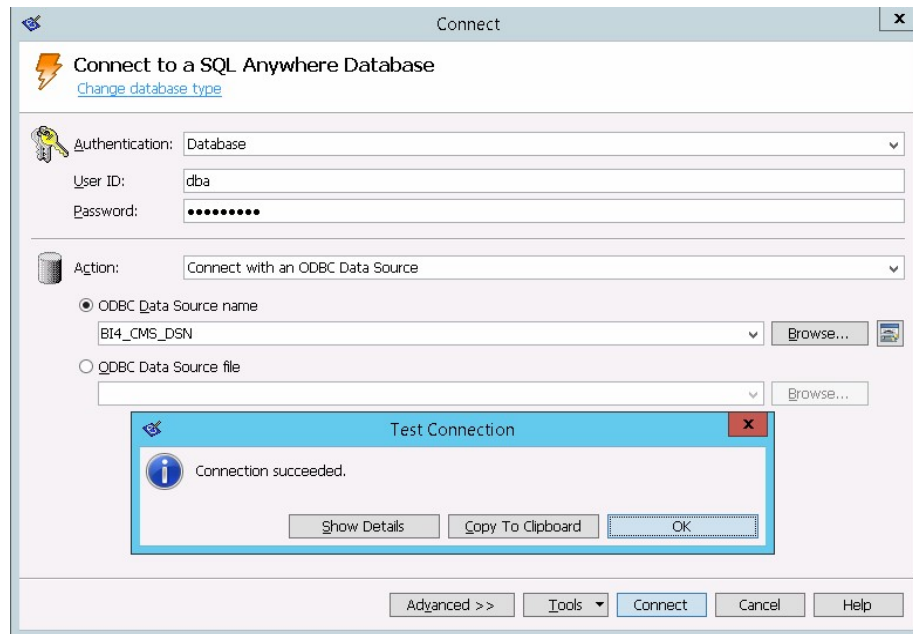 Connect
x
Connect to a SQL Anywhere Database
Change database type
Authentication: Database
User ID: dba
Password: •••••••••
Action: Connect with an ODBC Data Source
ODBC Data Source name
BI4_CMS_DSN Browse...
ODBC Data Source file
Browse...
Test Connection
x
Connection succeeded.
Show Details Copy To Clipboard OK
Advanced >> Tools Connect Cancel Help